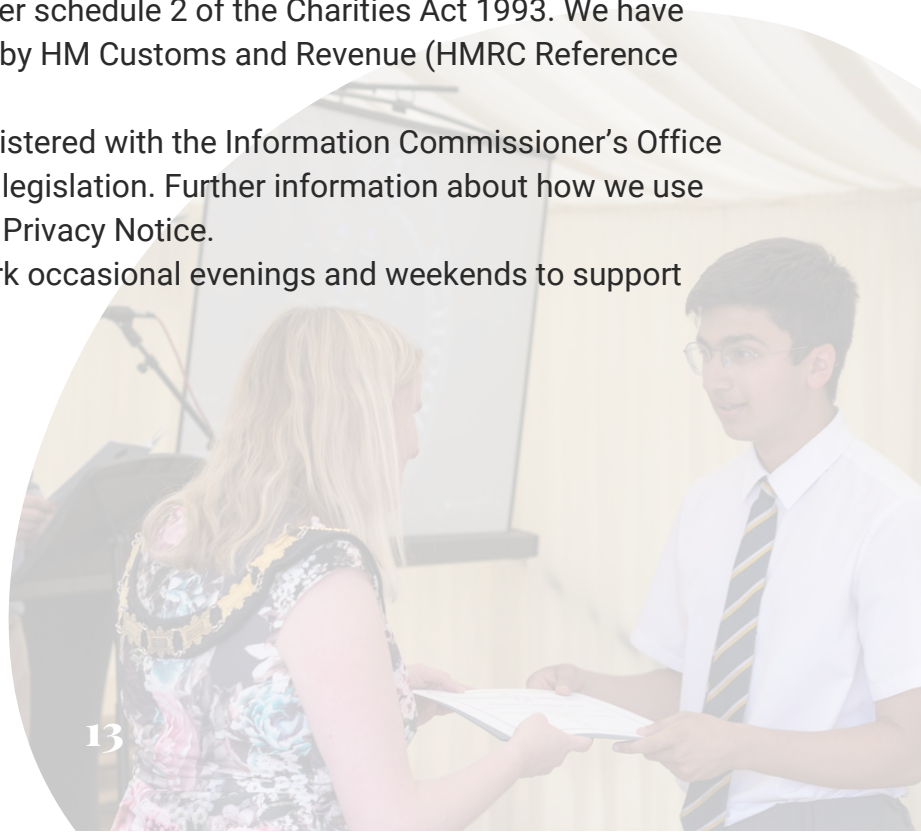 er schedule 2 of the Charities Act 1993. We have
by HM Customs and Revenue (HMRC Reference
istered with the Information Commissioner’s Office
legislation. Further information about how we use
Privacy Notice.
rk occasional evenings and weekends to support
13